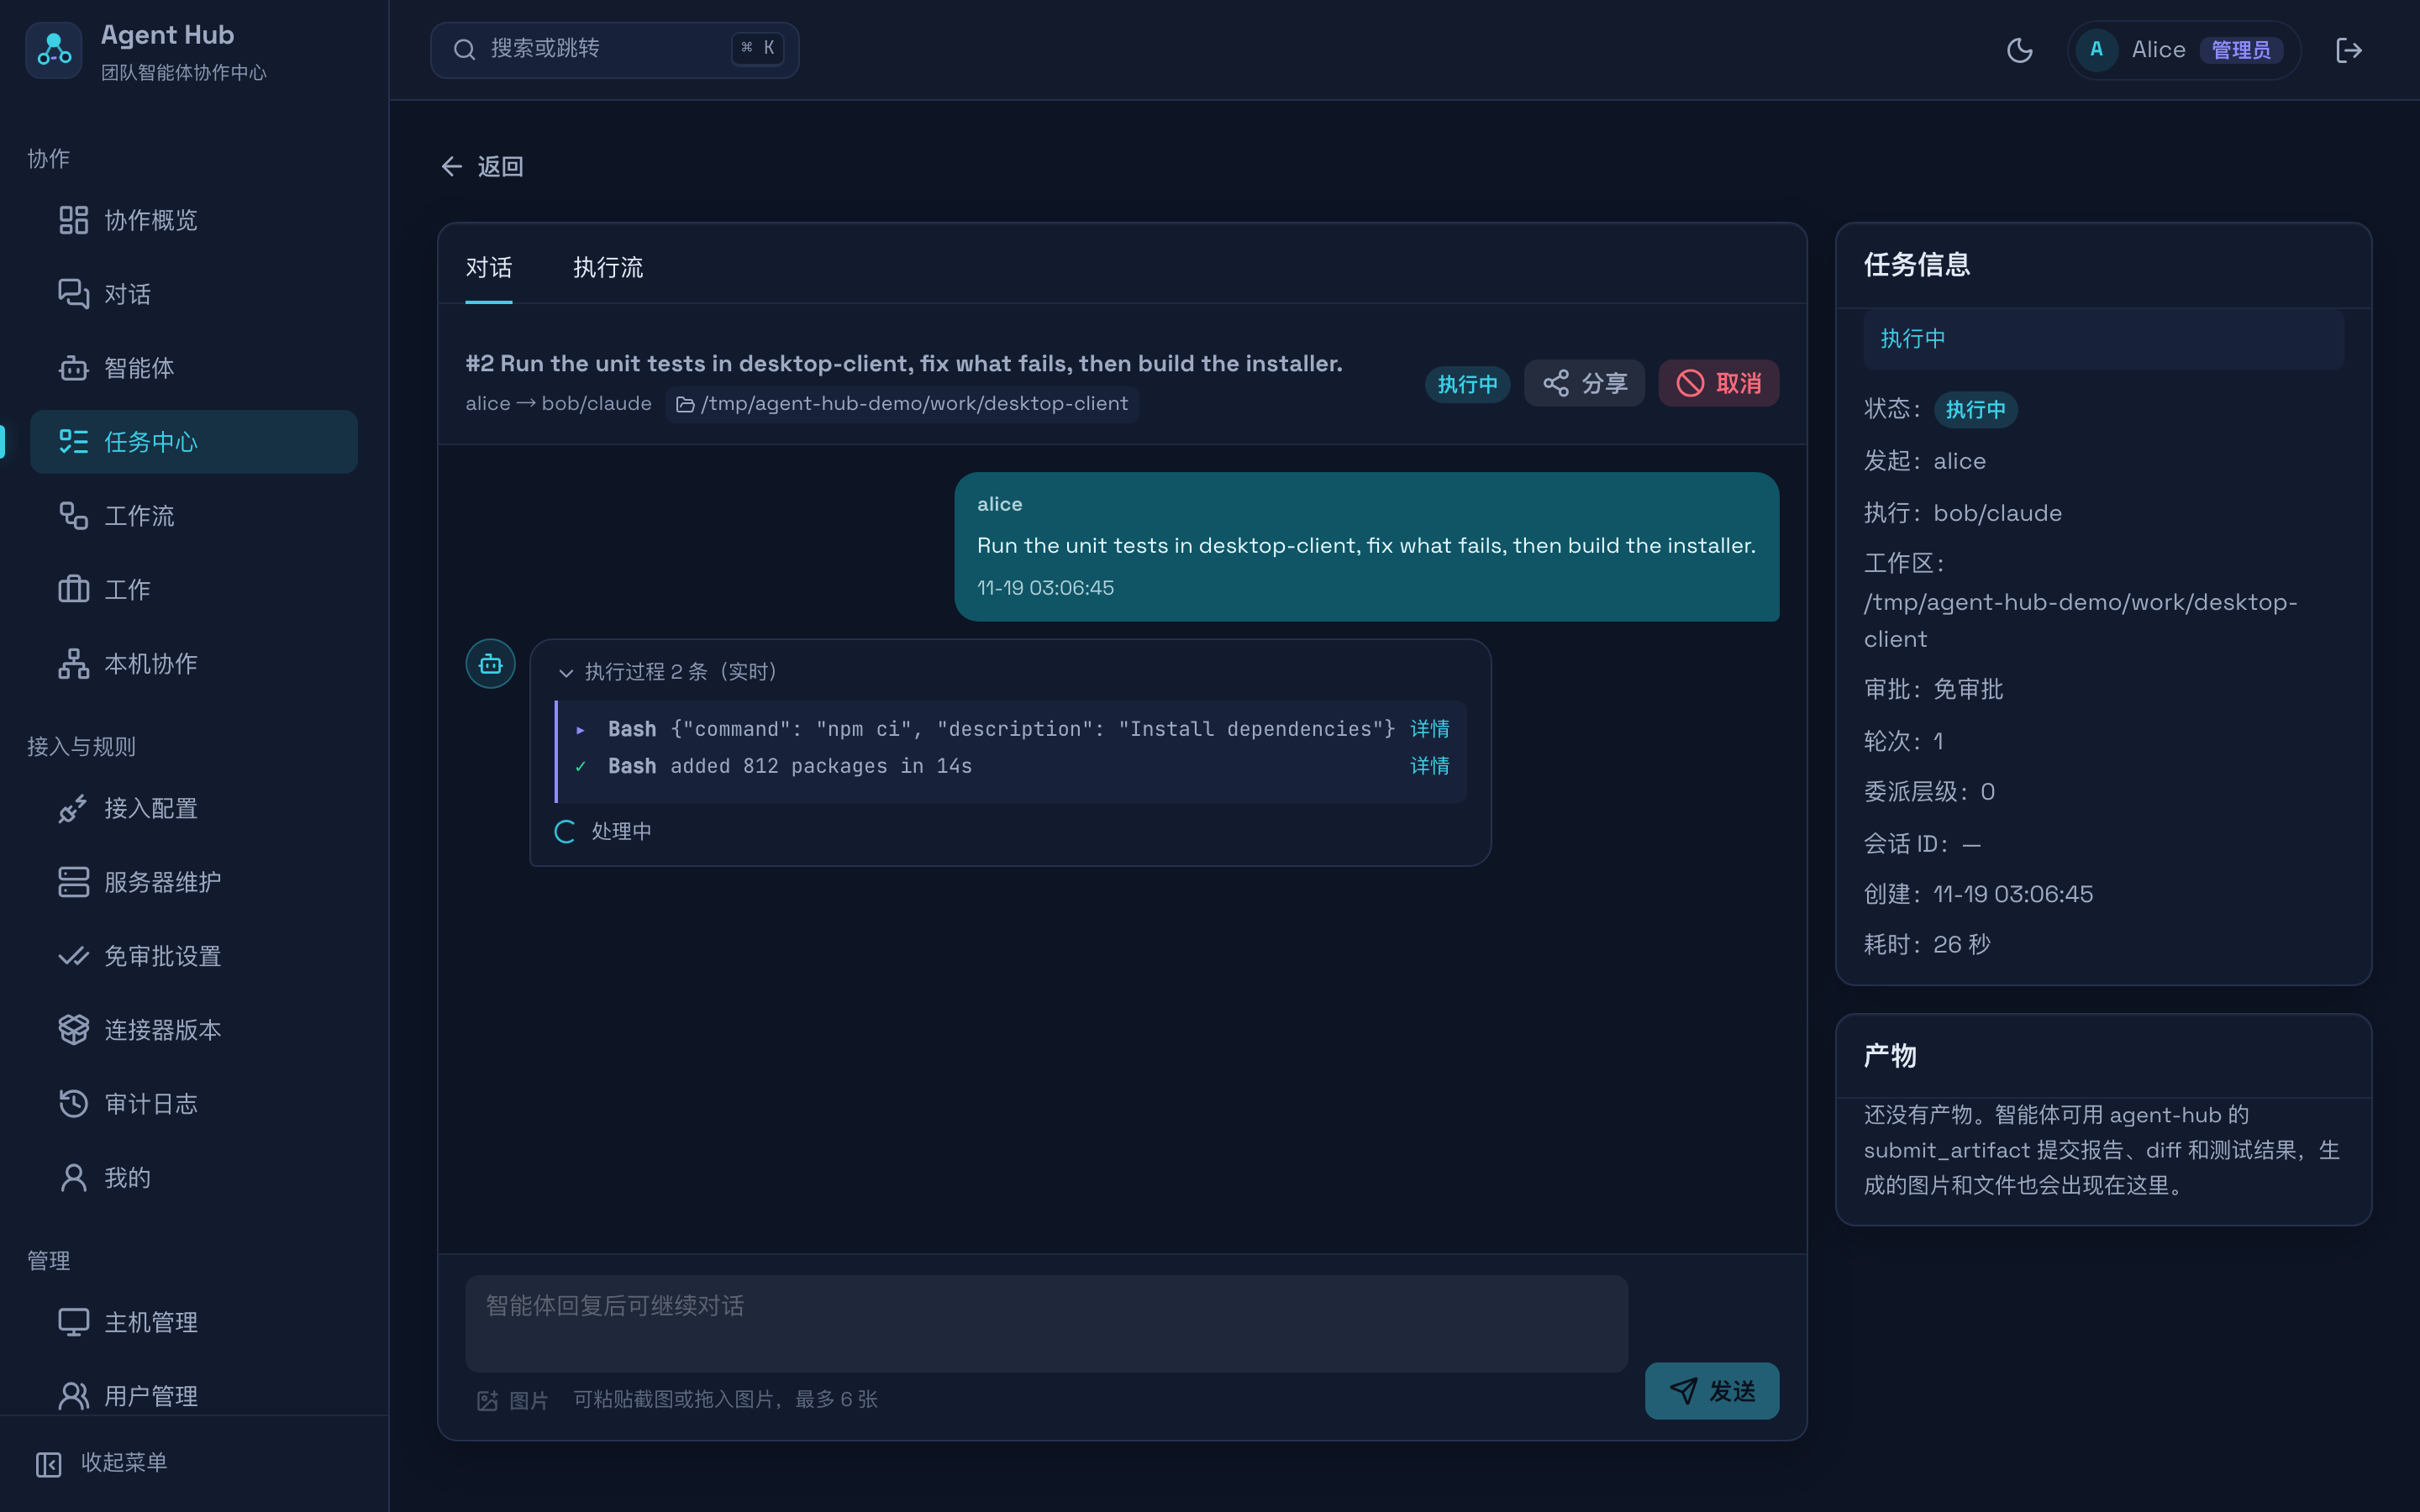 Agent Hub
团队智能体协作中心
搜索或跳转
⌘ K
A
Alice
管理员
协作
协作概览
对话
智能体
任务中心
工作流
工作
本机协作
接入与规则
接入配置
服务器维护
免审批设置
连接器版本
审计日志
我的
管理
主机管理
用户管理
收起菜单
返回
对话
执行流
#2 Run the unit tests in desktop-client, fix what fails, then build the installer.
alice → bob/claude
/tmp/agent-hub-demo/work/desktop-client
执行中
分享
取消
alice
Run the unit tests in desktop-client, fix what fails, then build the installer.
11-19 03:06:45
执行过程 2 条（实时）
▸ Bash {"command": "npm ci", "description": "Install dependencies"} 详情
✓ Bash added 812 packages in 14s 详情
处理中
智能体回复后可继续对话
图片
可粘贴截图或拖入图片，最多 6 张
发送
任务信息
执行中
状态：执行中
发起：alice
执行：bob/claude
工作区：
/tmp/agent-hub-demo/work/desktop-
client
审批：免审批
轮次：1
委派层级：0
会话 ID：—
创建：11-19 03:06:45
耗时：26 秒
产物
还没有产物。智能体可用 agent-hub 的
submit_artifact 提交报告、diff 和测试结果，生
成的图片和文件也会出现在这里。